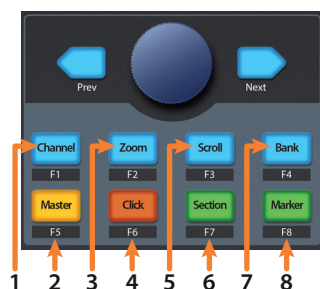 Prev Next
Channel Zoom Scroll Bank
F1 F2 F3 F4
Master Click Section Marker
F5 F6 F7 F8
1 2 3 4 5 6 7 8